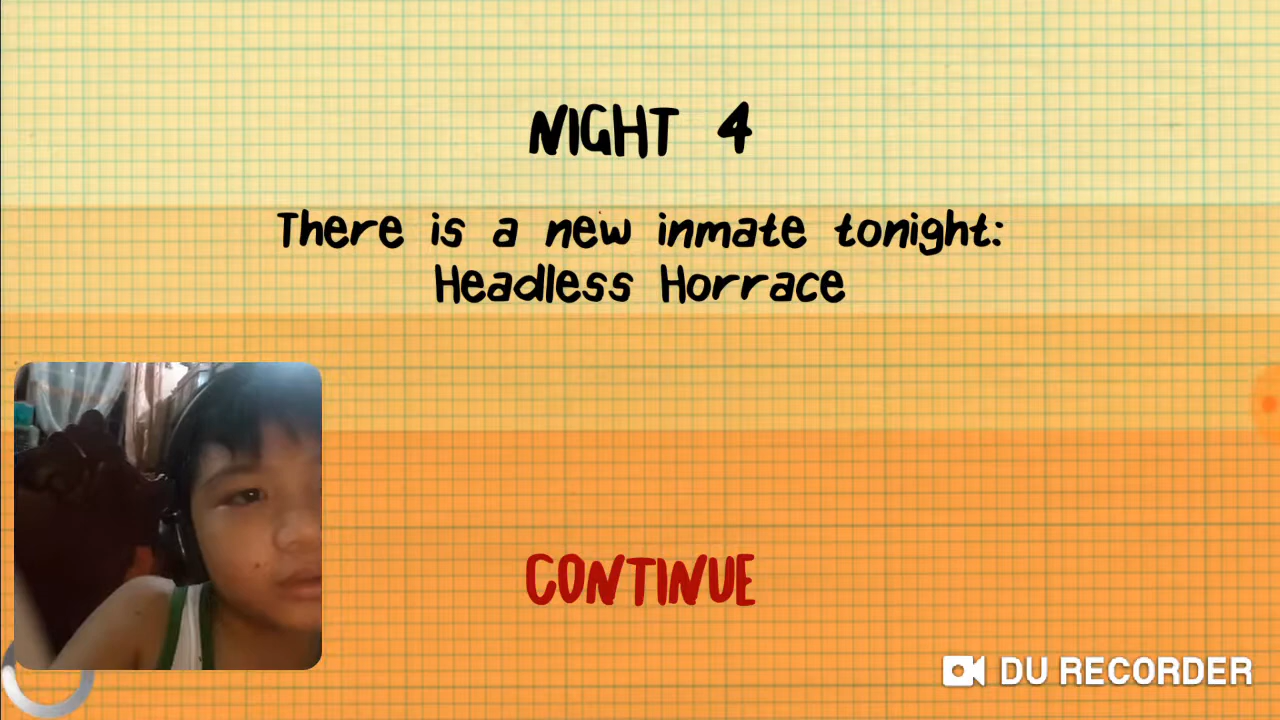 NIGHT 4
There is a new inmate tonight:
Headless Horrace
CONTINUE
DU RECORDER